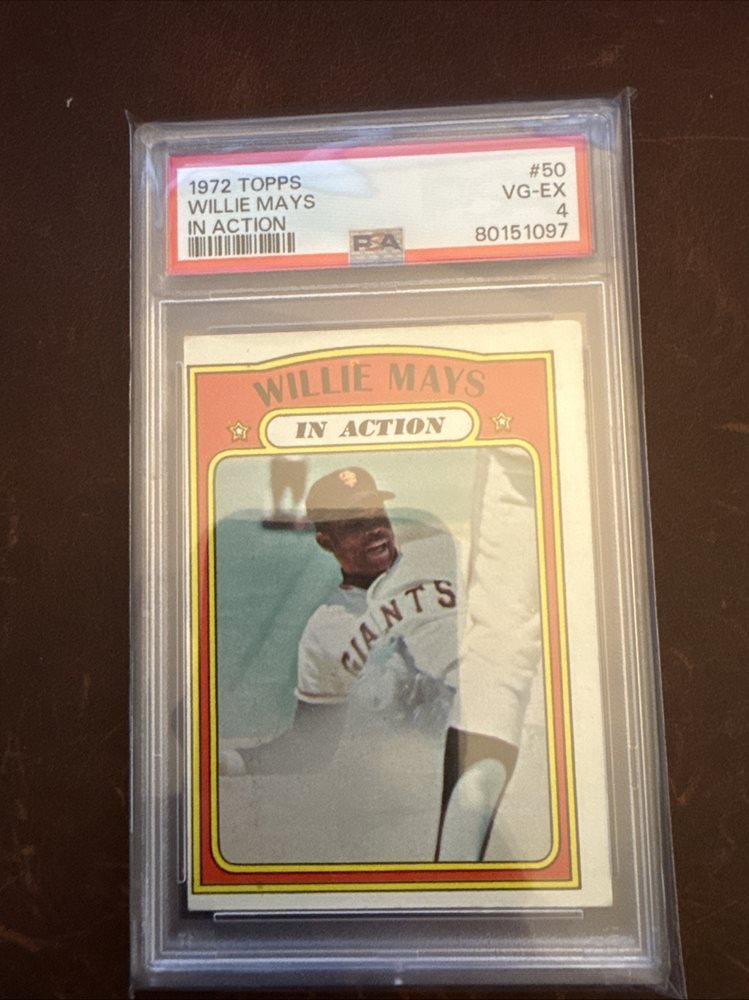 1972 TOPPS
WILLIE MAYS
IN ACTION
#50
VG-EX
4
80151097
PSA
WILLIE MAYS
IN ACTION
GIANTS